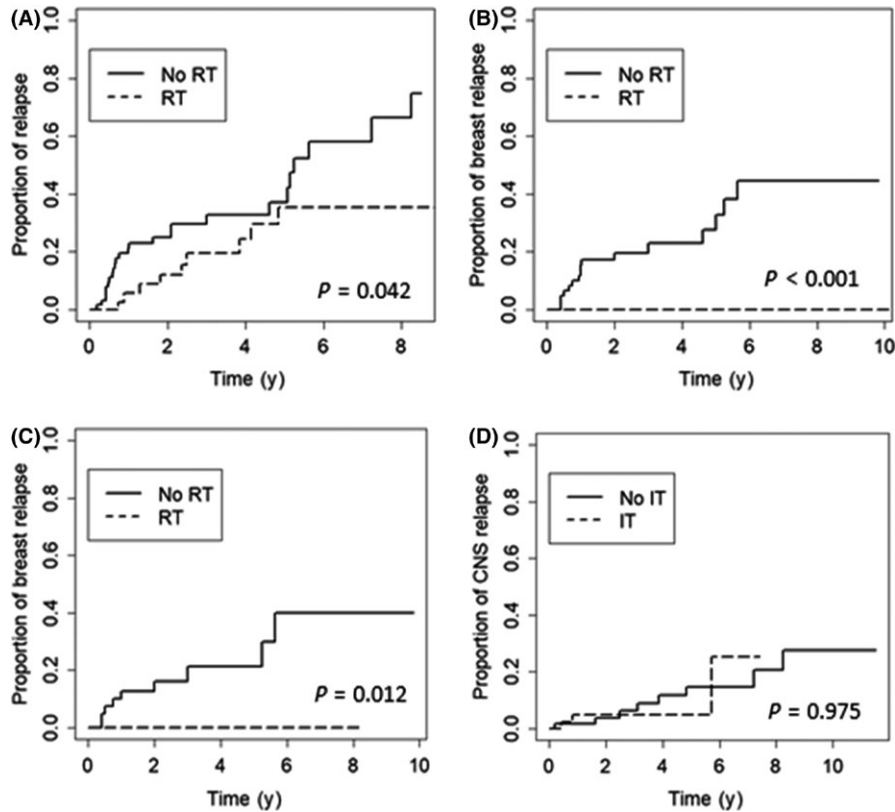 (A)
Proportion of relapse
1.0
0.8
0.6
0.4
0.2
0.0
No RT
RT
P = 0.042
0 2 4 6 8
Time (y)
(B)
Proportion of breast relapse
1.0
0.8
0.6
0.4
0.2
0.0
No RT
RT
P < 0.001
0 2 4 6 8 10
Time (y)
(C)
Proportion of breast relapse
1.0
0.8
0.6
0.4
0.2
0.0
No RT
RT
P = 0.012
0 2 4 6 8 10
Time (y)
(D)
Proportion of CNS relapse
1.0
0.8
0.6
0.4
0.2
0.0
No IT
IT
P = 0.975
0 2 4 6 8 10
Time (y)